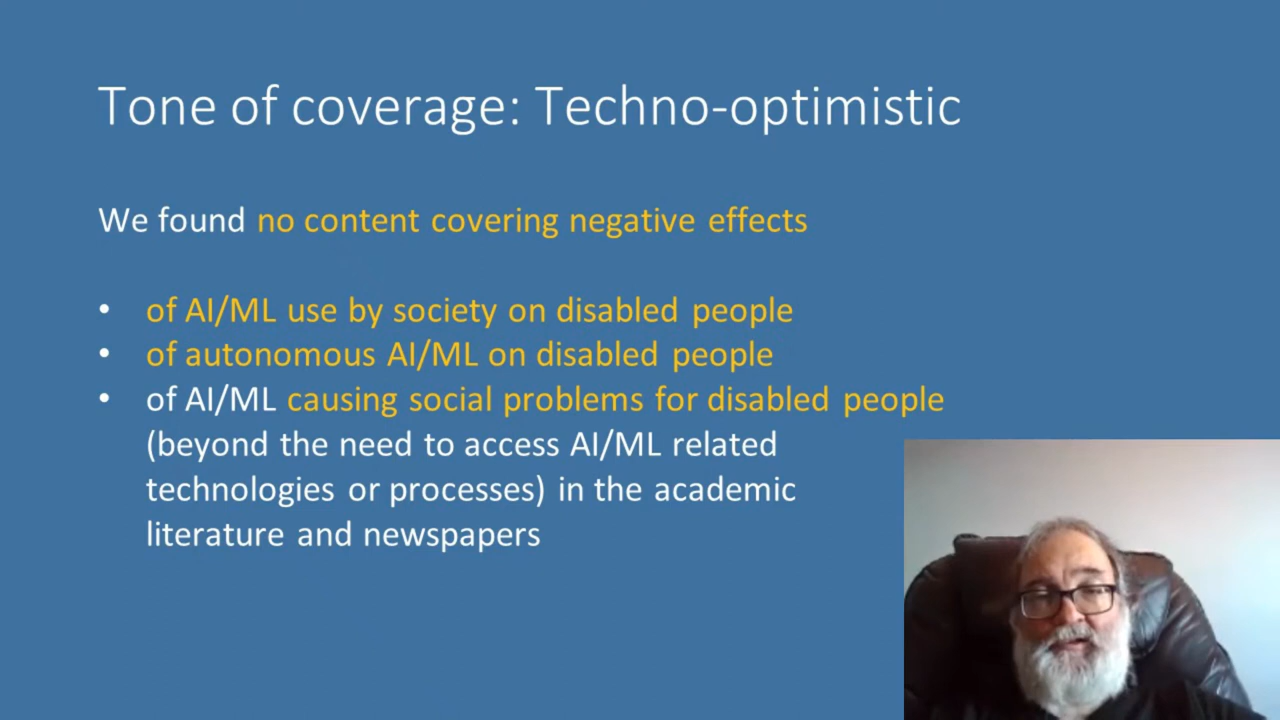 Tone of coverage: Techno-optimistic
We found no content covering negative effects
• of AI/ML use by society on disabled people
• of autonomous AI/ML on disabled people
• of AI/ML causing social problems for disabled people
(beyond the need to access AI/ML related
technologies or processes) in the academic
literature and newspapers